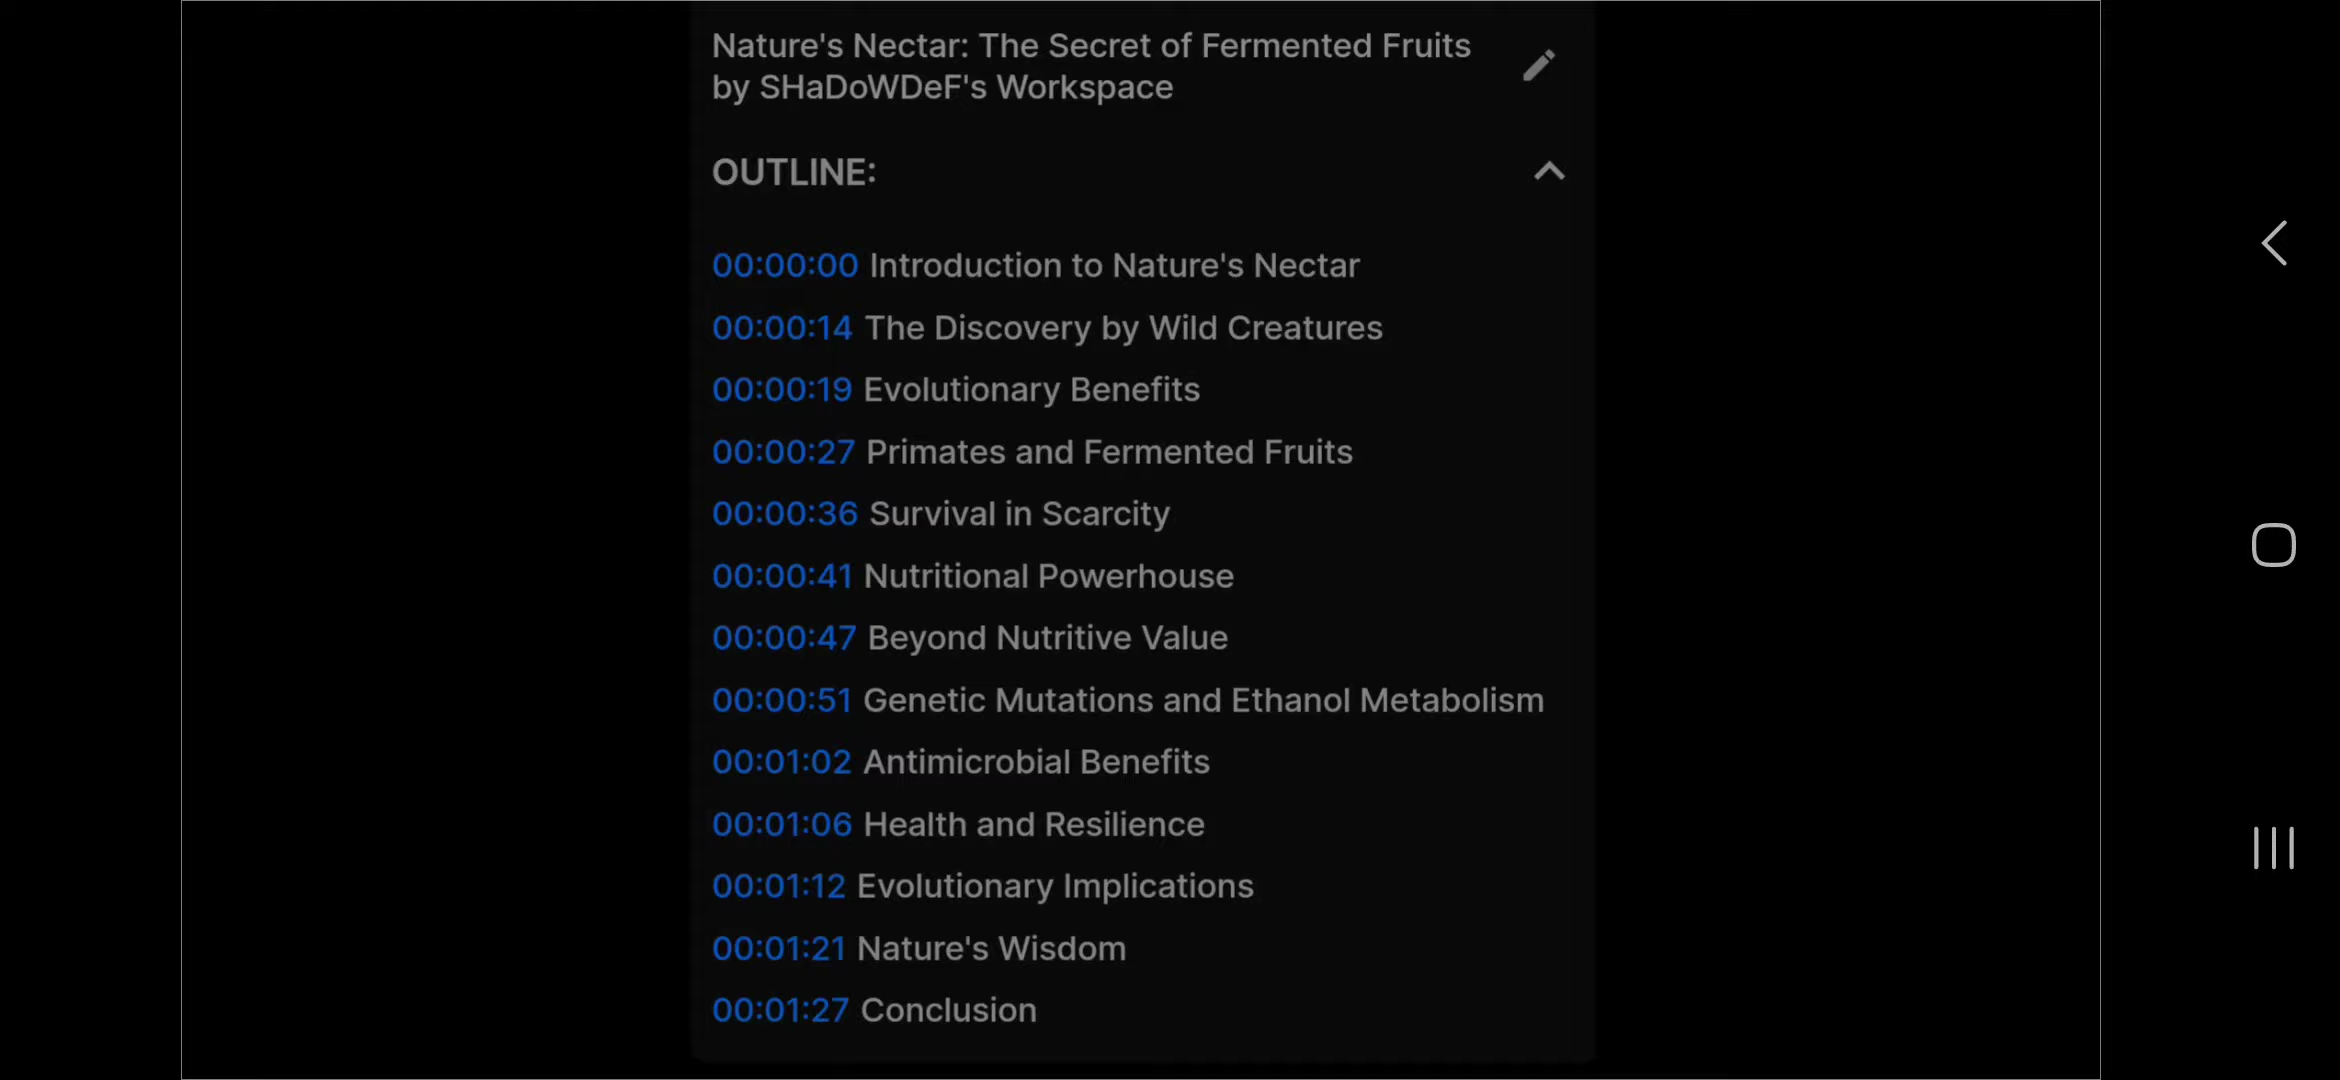 Nature's Nectar: The Secret of Fermented Fruits
by SHaDoWDeF's Workspace
OUTLINE:
00:00:00 Introduction to Nature's Nectar
00:00:14 The Discovery by Wild Creatures
00:00:19 Evolutionary Benefits
00:00:27 Primates and Fermented Fruits
00:00:36 Survival in Scarcity
00:00:41 Nutritional Powerhouse
00:00:47 Beyond Nutritive Value
00:00:51 Genetic Mutations and Ethanol Metabolism
00:01:02 Antimicrobial Benefits
00:01:06 Health and Resilience
00:01:12 Evolutionary Implications
00:01:21 Nature's Wisdom
00:01:27 Conclusion